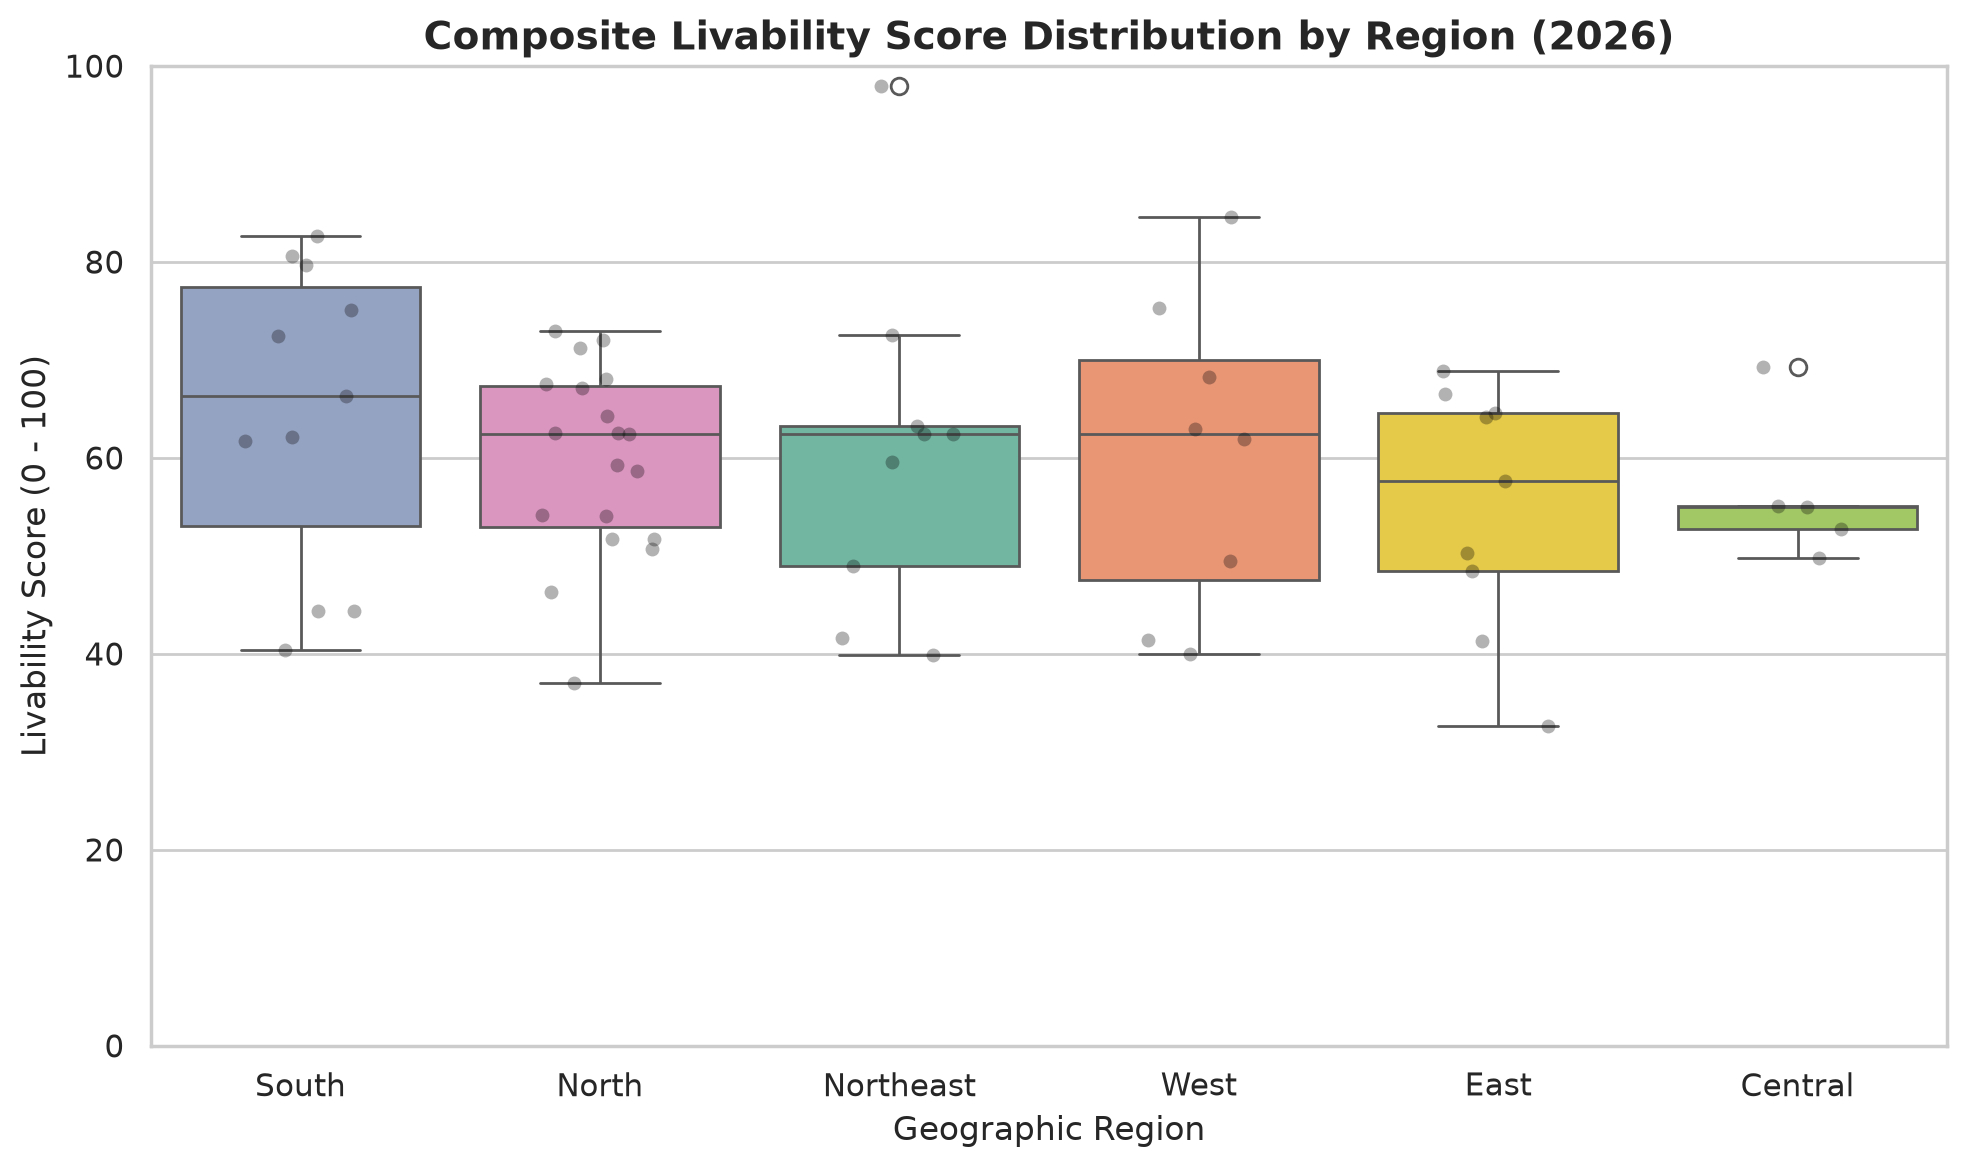 Composite Livability Score Distribution by Region (2026)
Livability Score (0 - 100)
100
80
60
40
20
0
South
North
Northeast
West
East
Central
Geographic Region